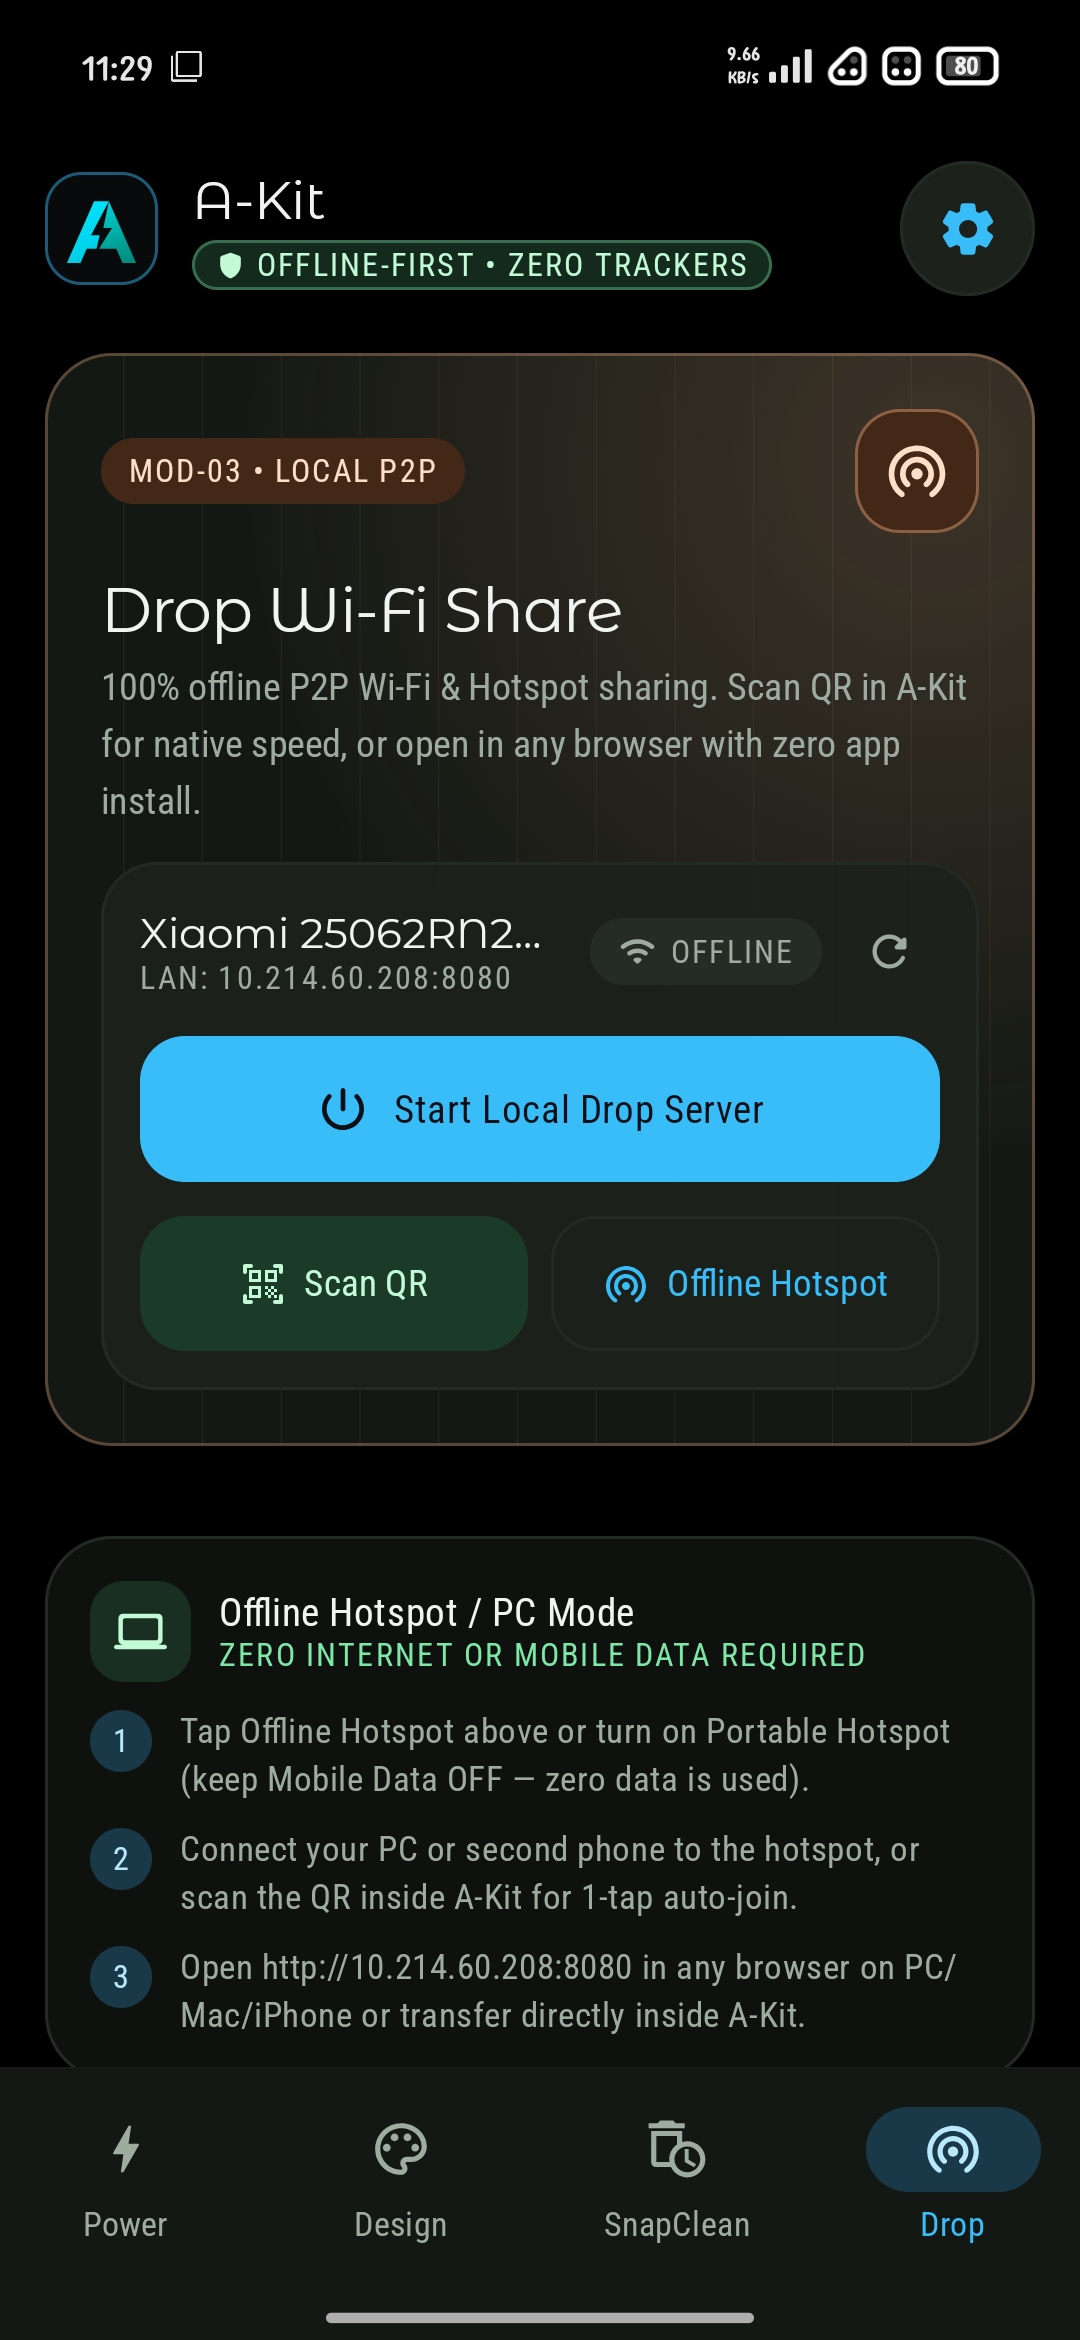 11:29
9.66
KB/s
80
A-Kit
OFFLINE-FIRST • ZERO TRACKERS
MOD-03 • LOCAL P2P
Drop Wi-Fi Share
100% offline P2P Wi-Fi & Hotspot sharing. Scan QR in A-Kit
for native speed, or open in any browser with zero app
install.
Xiaomi 25062RN2...
OFFLINE
LAN: 10.214.60.208:8080
Start Local Drop Server
Scan QR
Offline Hotspot
Offline Hotspot / PC Mode
ZERO INTERNET OR MOBILE DATA REQUIRED
1
Tap Offline Hotspot above or turn on Portable Hotspot
(keep Mobile Data OFF — zero data is used).
2
Connect your PC or second phone to the hotspot, or
scan the QR inside A-Kit for 1-tap auto-join.
3
Open http://10.214.60.208:8080 in any browser on PC/
Mac/iPhone or transfer directly inside A-Kit.
Power
Design
SnapClean
Drop